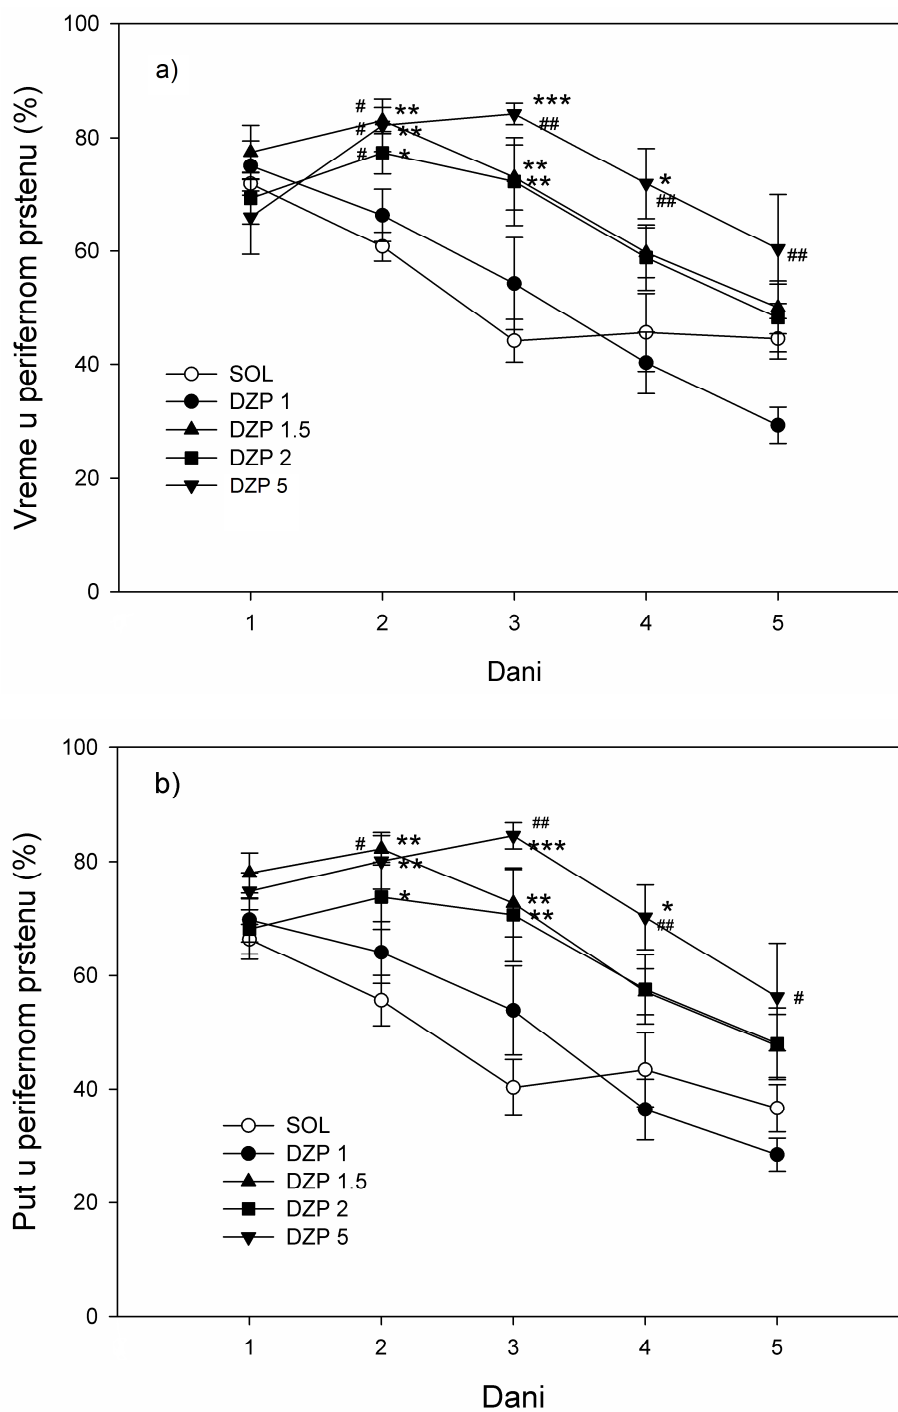 100
a)
# **
# **
# *
***
##
**
**
*
##
##
80
60
40
20
0
Vreme u perifernom prstenu (%)
SOL
DZP 1
DZP 1.5
DZP 2
DZP 5
1 2 3 4 5
Dani
100
b)
# **
**
*
##
***
**
**
*
##
#
80
60
40
20
0
Put u perifernom prstenu (%)
SOL
DZP 1
DZP 1.5
DZP 2
DZP 5
1 2 3 4 5
Dani